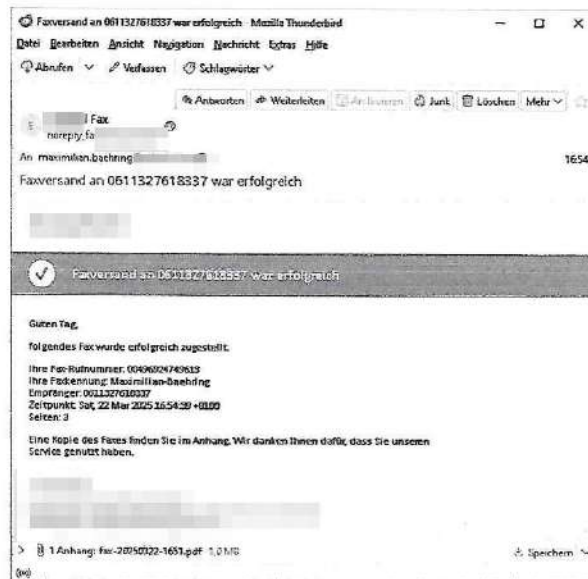 Faxversand an 0611327618337 war erfolgreich - Mozilla Thunderbird
Datei Bearbeiten Ansicht Navigation Nachricht Extras Hilfe
Abrufen Verfassen Schlagwörter
Antworten Weiterleiten Archivieren Junk Löschen Mehr
Fax
noreply_fa
An maximilian.baehring 1654
Faxversand an 0611327618337 war erfolgreich
Faxversand an 0611327618337 war erfolgreich
Guten Tag,
folgendes Fax wurde erfolgreich zugestellt.
Ihre Fax-Rufnummer:
Ihre Faxkennung: Maximilian-Baehring
Empfänger: 0611327618337
Zeitpunkt: Sat, 22 Mar 2025 16:54:39 +0100
Seiten: 3
Eine Kopie des Faxes finden Sie im Anhang. Wir danken Ihnen dafür, dass Sie unseren
Service genutzt haben.
1 Anhang: fax-20250322-1651.pdf 1,0 MB Speichern